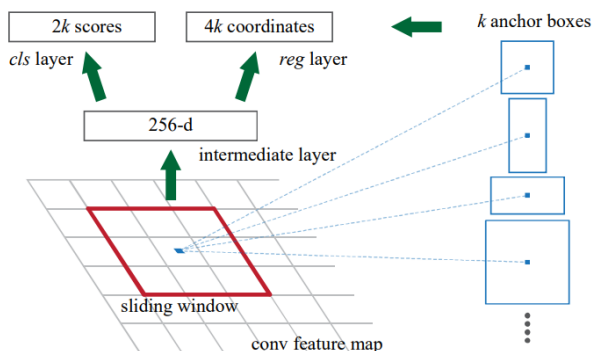 2k scores
4k coordinates
k anchor boxes
cls layer
reg layer
256-d
intermediate layer
sliding window
conv feature map